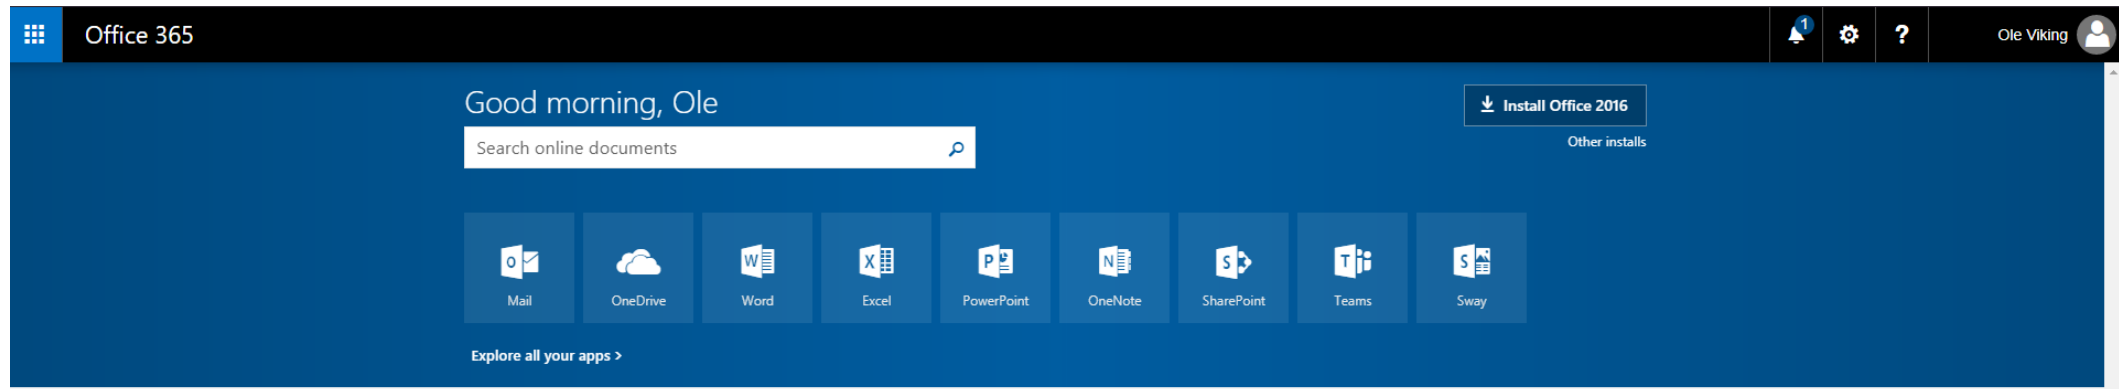 Office 365
1
?
Ole Viking
Good morning, Ole
Install Office 2016
Search online documents
Other installs
Mail
OneDrive
Word
Excel
PowerPoint
OneNote
SharePoint
Teams
Sway
Explore all your apps >